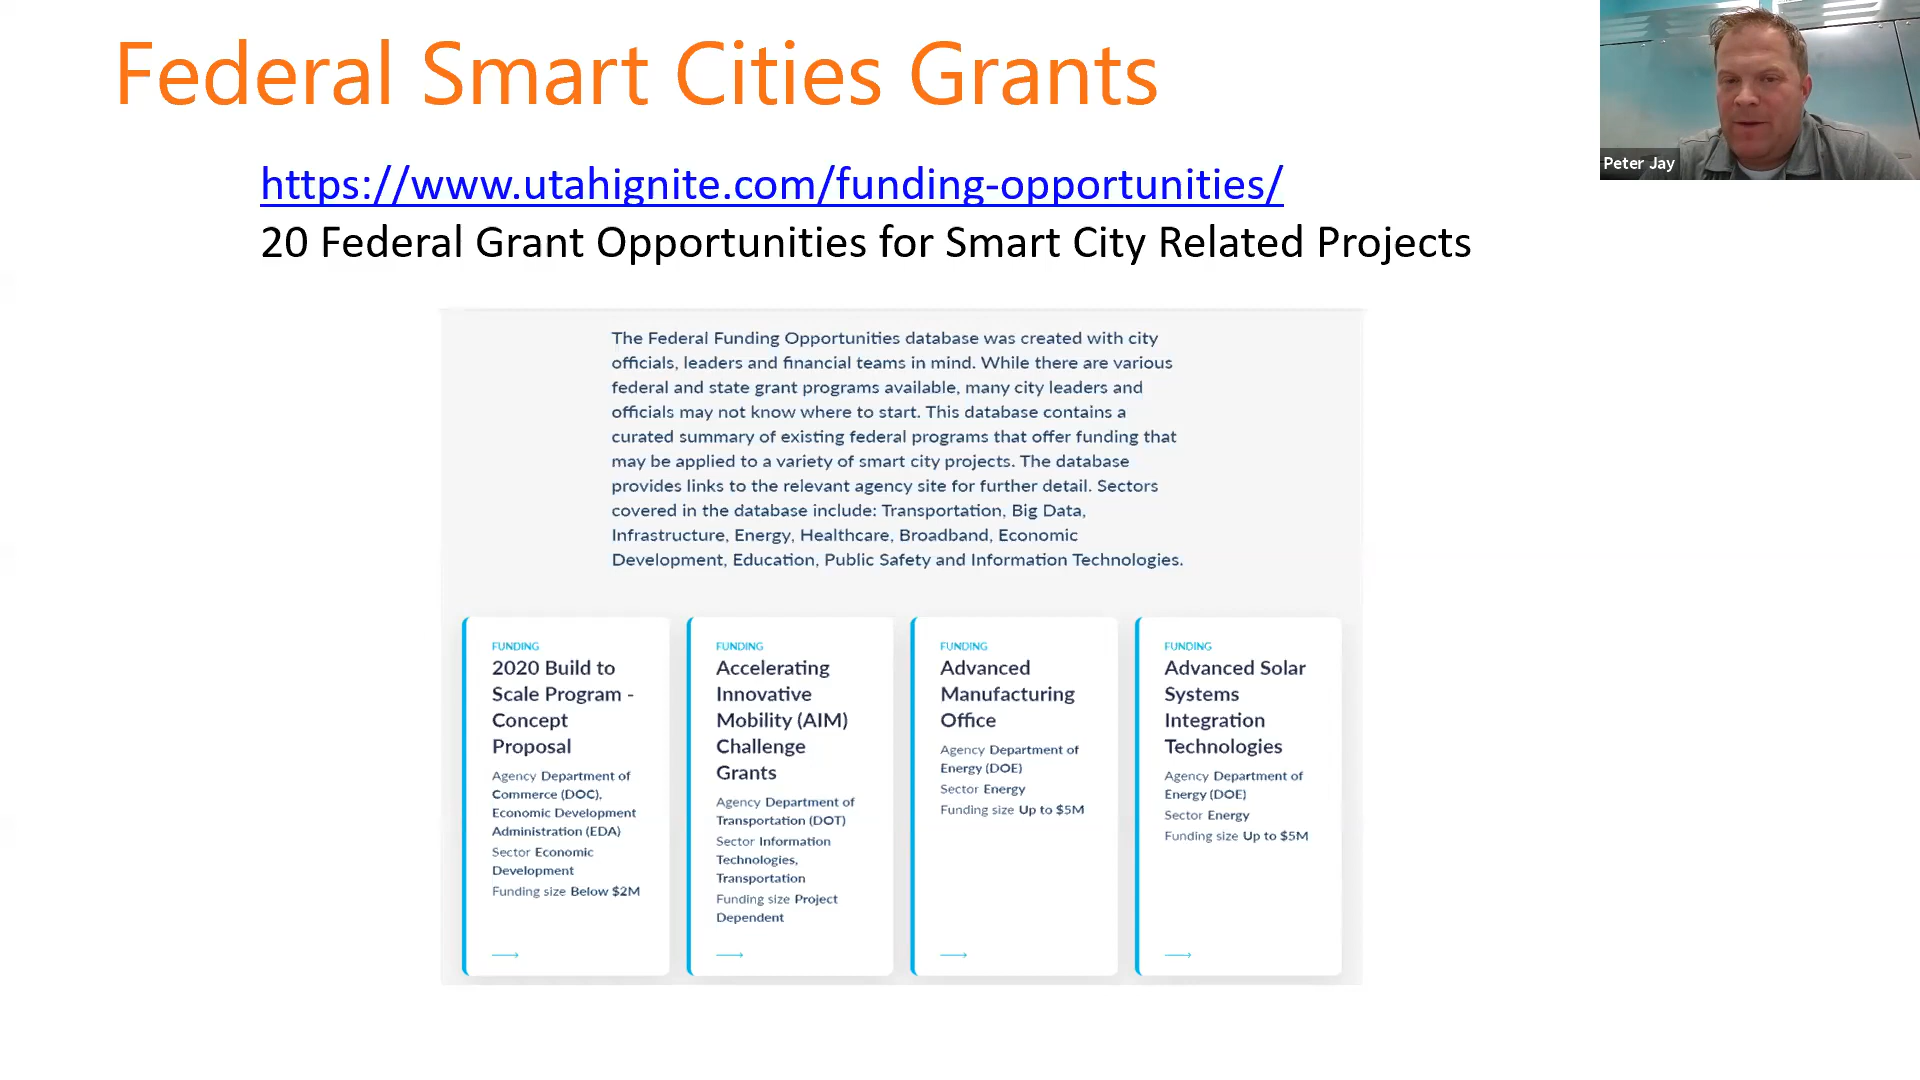 Federal Smart Cities Grants
Peter Jay
https://www.utahignite.com/funding-opportunities/
20 Federal Grant Opportunities for Smart City Related Projects
The Federal Funding Opportunities database was created with city
officials, leaders and financial teams in mind. While there are various
federal and state grant programs available, many city leaders and
officials may not know where to start. This database contains a
curated summary of existing federal programs that offer funding that
may be applied to a variety of smart city projects. The database
provides links to the relevant agency site for further detail. Sectors
covered in the database include: Transportation, Big Data,
Infrastructure, Energy, Healthcare, Broadband, Economic
Development, Education, Public Safety and Information Technologies.
FUNDING
2020 Build to
Scale Program -
Concept
Proposal
Agency Department of
Commerce (DOC),
Economic Development
Administration (EDA)
Sector Economic
Development
Funding size Below $2M
FUNDING
Accelerating
Innovative
Mobility (AIM)
Challenge
Grants
Agency Department of
Transportation (DOT)
Sector Information
Technologies,
Transportation
Funding size Project
Dependent
FUNDING
Advanced
Manufacturing
Office
Agency Department of
Energy (DOE)
Sector Energy
Funding size Up to $5M
FUNDING
Advanced Solar
Systems
Integration
Technologies
Agency Department of
Energy (DOE)
Sector Energy
Funding size Up to $5M